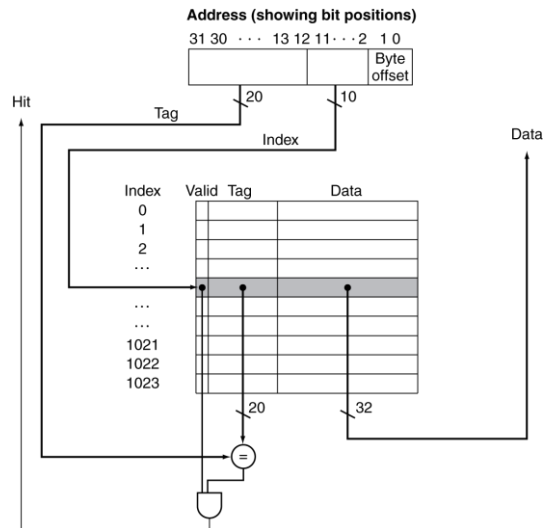 Address (showing bit positions)
31 30 · · · 13 12 11 · · · 2 1 0
Byte
offset
20
10
Hit
Tag
Index
Data
Index Valid Tag Data
0
1
2
...
...
...
1021
1022
1023
20
32
=